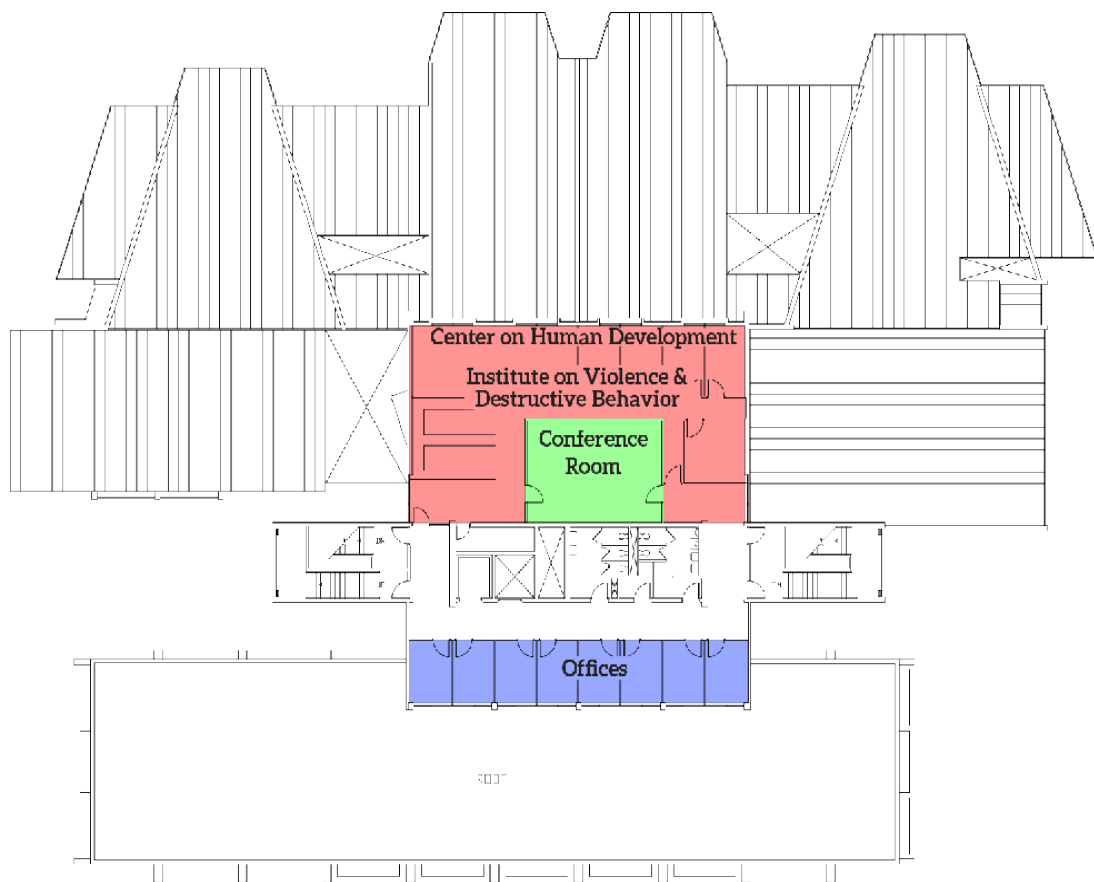 Center on Human Development
Institute on Violence &
Destructive Behavior
Conference
Room
Offices